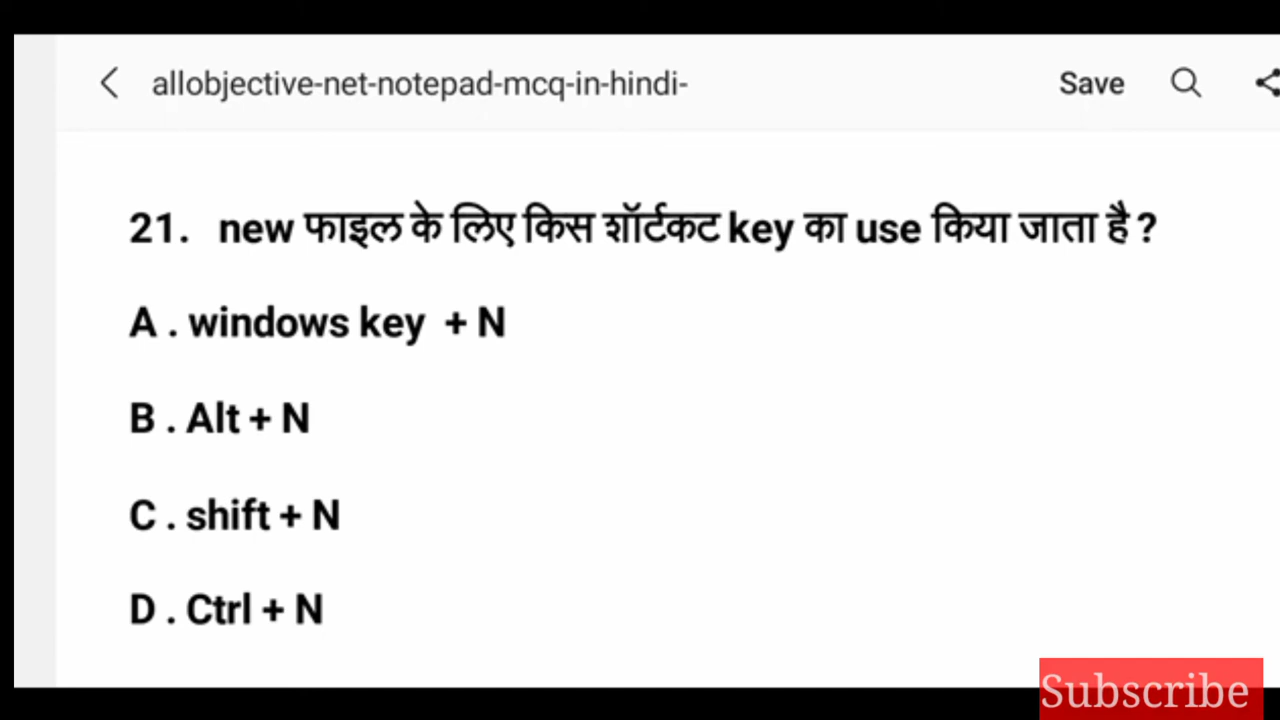 allobjective-net-notepad-mcq-in-hindi-
Save
21. new फाइल के लिए किस शॉर्टकट key का use किया जाता है ?
A . windows key + N
B . Alt + N
C . shift + N
D . Ctrl + N
Subscribe